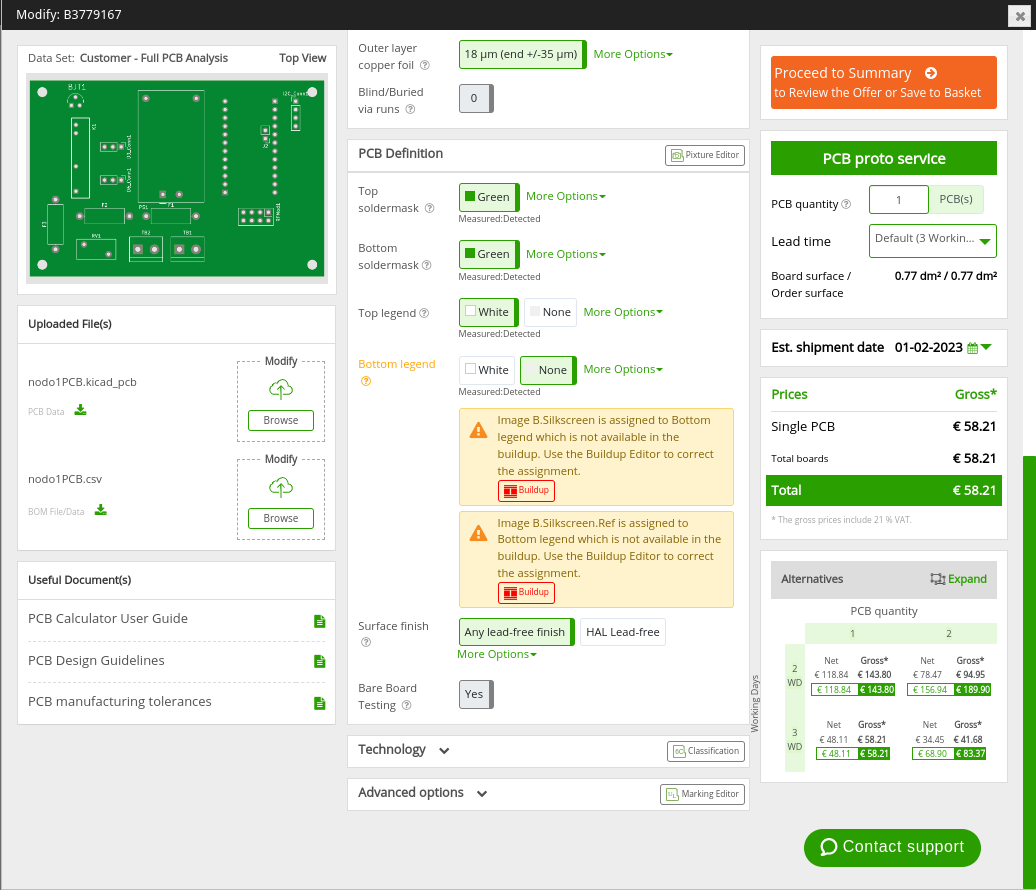 Modify: B3779167
Data Set: Customer - Full PCB Analysis Top View
BJT1
I2C_Conn1
K1
U1_Conn1
F2
PS1
F1
F3
RV1
TB2
TB1
Uploaded File(s)
nodo1PCB.kicad_pcb
PCB Data
Modify
Browse
nodo1PCB.csv
BOM File/Data
Modify
Browse
Useful Document(s)
PCB Calculator User Guide
PCB Design Guidelines
PCB manufacturing tolerances
Outer layer
copper foil ?
18 µm (end +/-35 µm) More Options
Blind/Buried
via runs ?
0
PCB Definition Pixture Editor
Top
soldermask ?
Green More Options
Measured:Detected
Bottom
soldermask ?
Green More Options
Measured:Detected
Top legend ? White None More Options
Measured:Detected
Bottom legend
?
White None More Options
Measured:Detected
Image B.Silkscreen is assigned to Bottom
legend which is not available in the
buildup. Use the Buildup Editor to correct
the assignment.
Buildup
Image B.Silkscreen.Ref is assigned to
Bottom legend which is not available in the
buildup. Use the Buildup Editor to correct
the assignment.
Buildup
Surface finish
?
Any lead-free finish HAL Lead-free
More Options
Bare Board
Testing ?
Yes
Technology Classification
Advanced options Marking Editor
Proceed to Summary
to Review the Offer or Save to Basket
PCB proto service
PCB quantity ? 1 PCB(s)
Lead time Default (3 Workin...
Board surface /
Order surface
0.77 dm² / 0.77 dm²
Est. shipment date 01-02-2023
Prices Gross*
Single PCB € 58.21
Total boards € 58.21
Total € 58.21
* The gross prices include 21 % VAT.
Alternatives Expand
PCB quantity
1 2
Working Days
2
WD
Net Gross* Net Gross*
€ 118.84 € 143.80 € 78.47 € 94.95
€ 118.84 € 143.80 € 156.94 € 189.90
3
WD
Net Gross* Net Gross*
€ 48.11 € 58.21 € 34.45 € 41.68
€ 48.11 € 58.21 € 68.90 € 83.37
Contact support